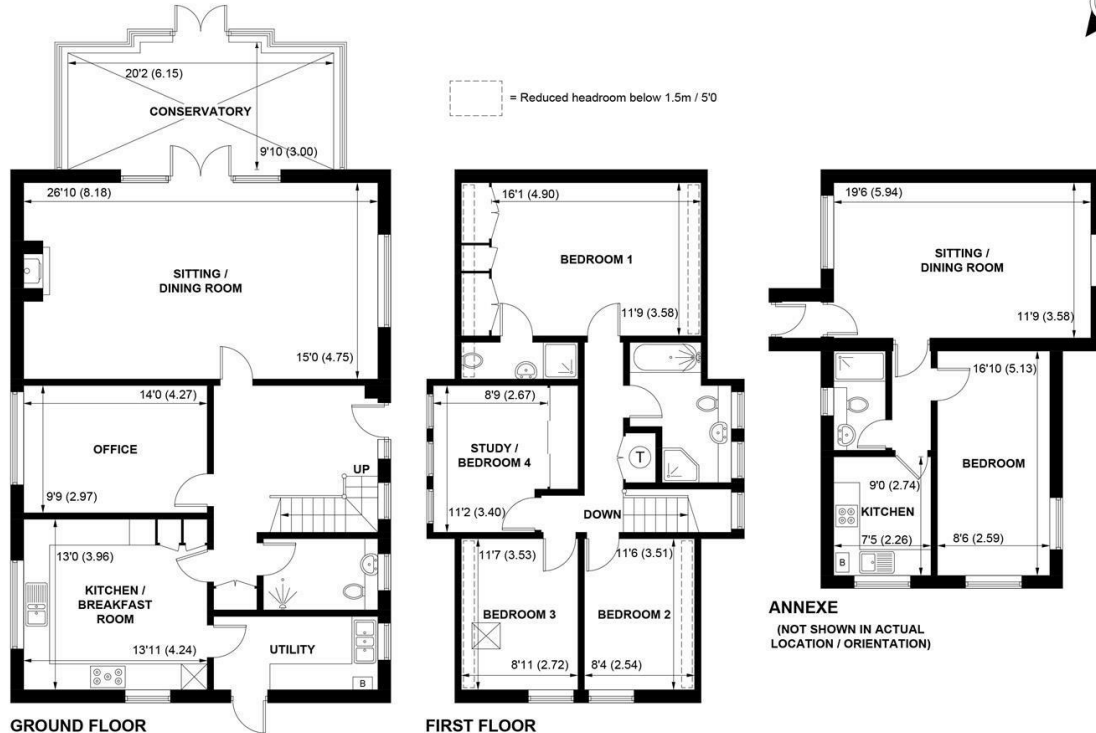 20'2 (6.15)
CONSERVATORY
9'10 (3.00)
26'10 (8.18)
SITTING /
DINING ROOM
15'0 (4.75)
14'0 (4.27)
OFFICE
9'9 (2.97)
UP
13'0 (3.96)
KITCHEN /
BREAKFAST
ROOM
13'11 (4.24)
UTILITY
B
GROUND FLOOR
= Reduced headroom below 1.5m / 5'0
16'1 (4.90)
BEDROOM 1
11'9 (3.58)
8'9 (2.67)
STUDY /
BEDROOM 4
11'2 (3.40)
T
DOWN
11'7 (3.53)
BEDROOM 3
8'11 (2.72)
11'6 (3.51)
BEDROOM 2
8'4 (2.54)
FIRST FLOOR
19'6 (5.94)
SITTING /
DINING ROOM
11'9 (3.58)
16'10 (5.13)
BEDROOM
8'6 (2.59)
9'0 (2.74)
KITCHEN
7'5 (2.26)
B
ANNEXE
(NOT SHOWN IN ACTUAL
LOCATION / ORIENTATION)